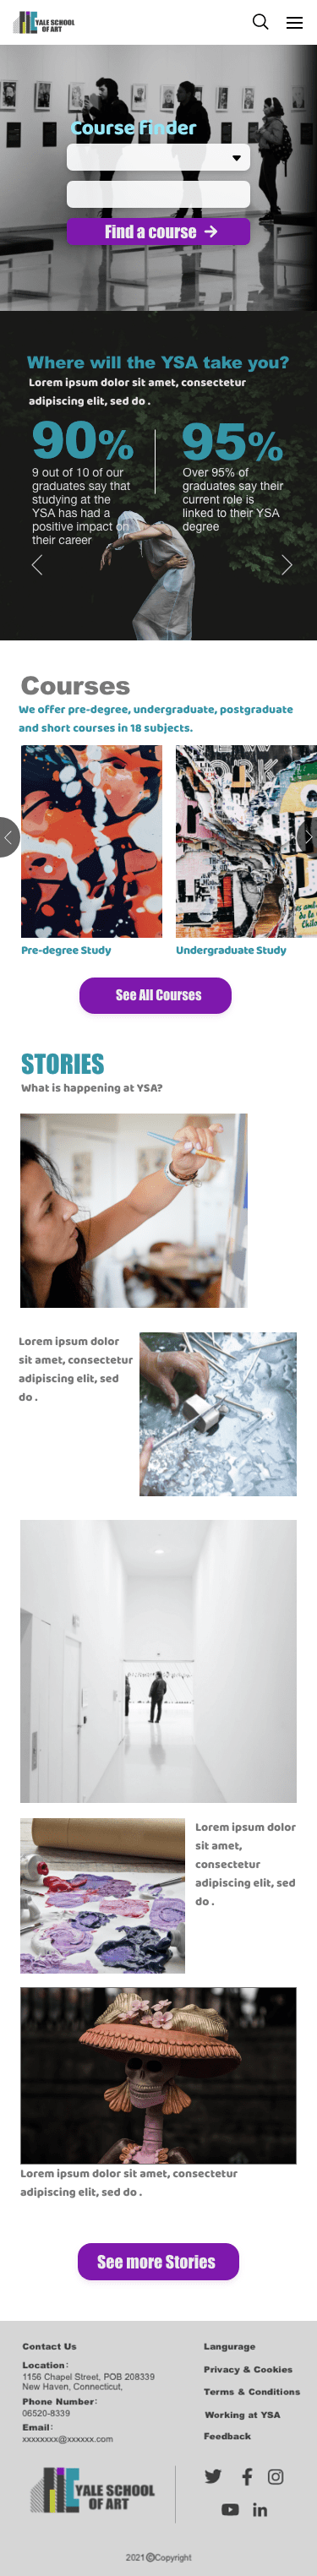 YALE SCHOOL
OF ART
Course finder
Find a course
Where will the YSA take you?
Lorem ipsum dolor sit amet, consectetur
adipiscing elit, sed do .
90%
9 out of 10 of our
graduates say that
studying at the
YSA has had a
positive impact on
their career
95%
Over 95% of
graduates say their
current role is
linked to their YSA
degree
Courses
We offer pre-degree, undergraduate, postgraduate
and short courses in 18 subjects.
Pre-degree Study
Undergraduate Study
See All Courses
STORIES
What is happening at YSA?
Lorem ipsum dolor
sit amet, consectetur
adipiscing elit, sed
do .
Lorem ipsum dolor
sit amet,
consectetur
adipiscing elit, sed
do .
Lorem ipsum dolor sit amet, consectetur
adipiscing elit, sed do .
See more Stories
Contact Us
Location:
1156 Chapel Street, POB 208339
New Haven, Connecticut,
Phone Number:
06520-8339
Email:
xxxxxxxx@xxxxxx.com
Langurage
Privacy & Cookies
Terms & Conditions
Working at YSA
Feedback
YALE SCHOOL
OF ART
2021©Copyright